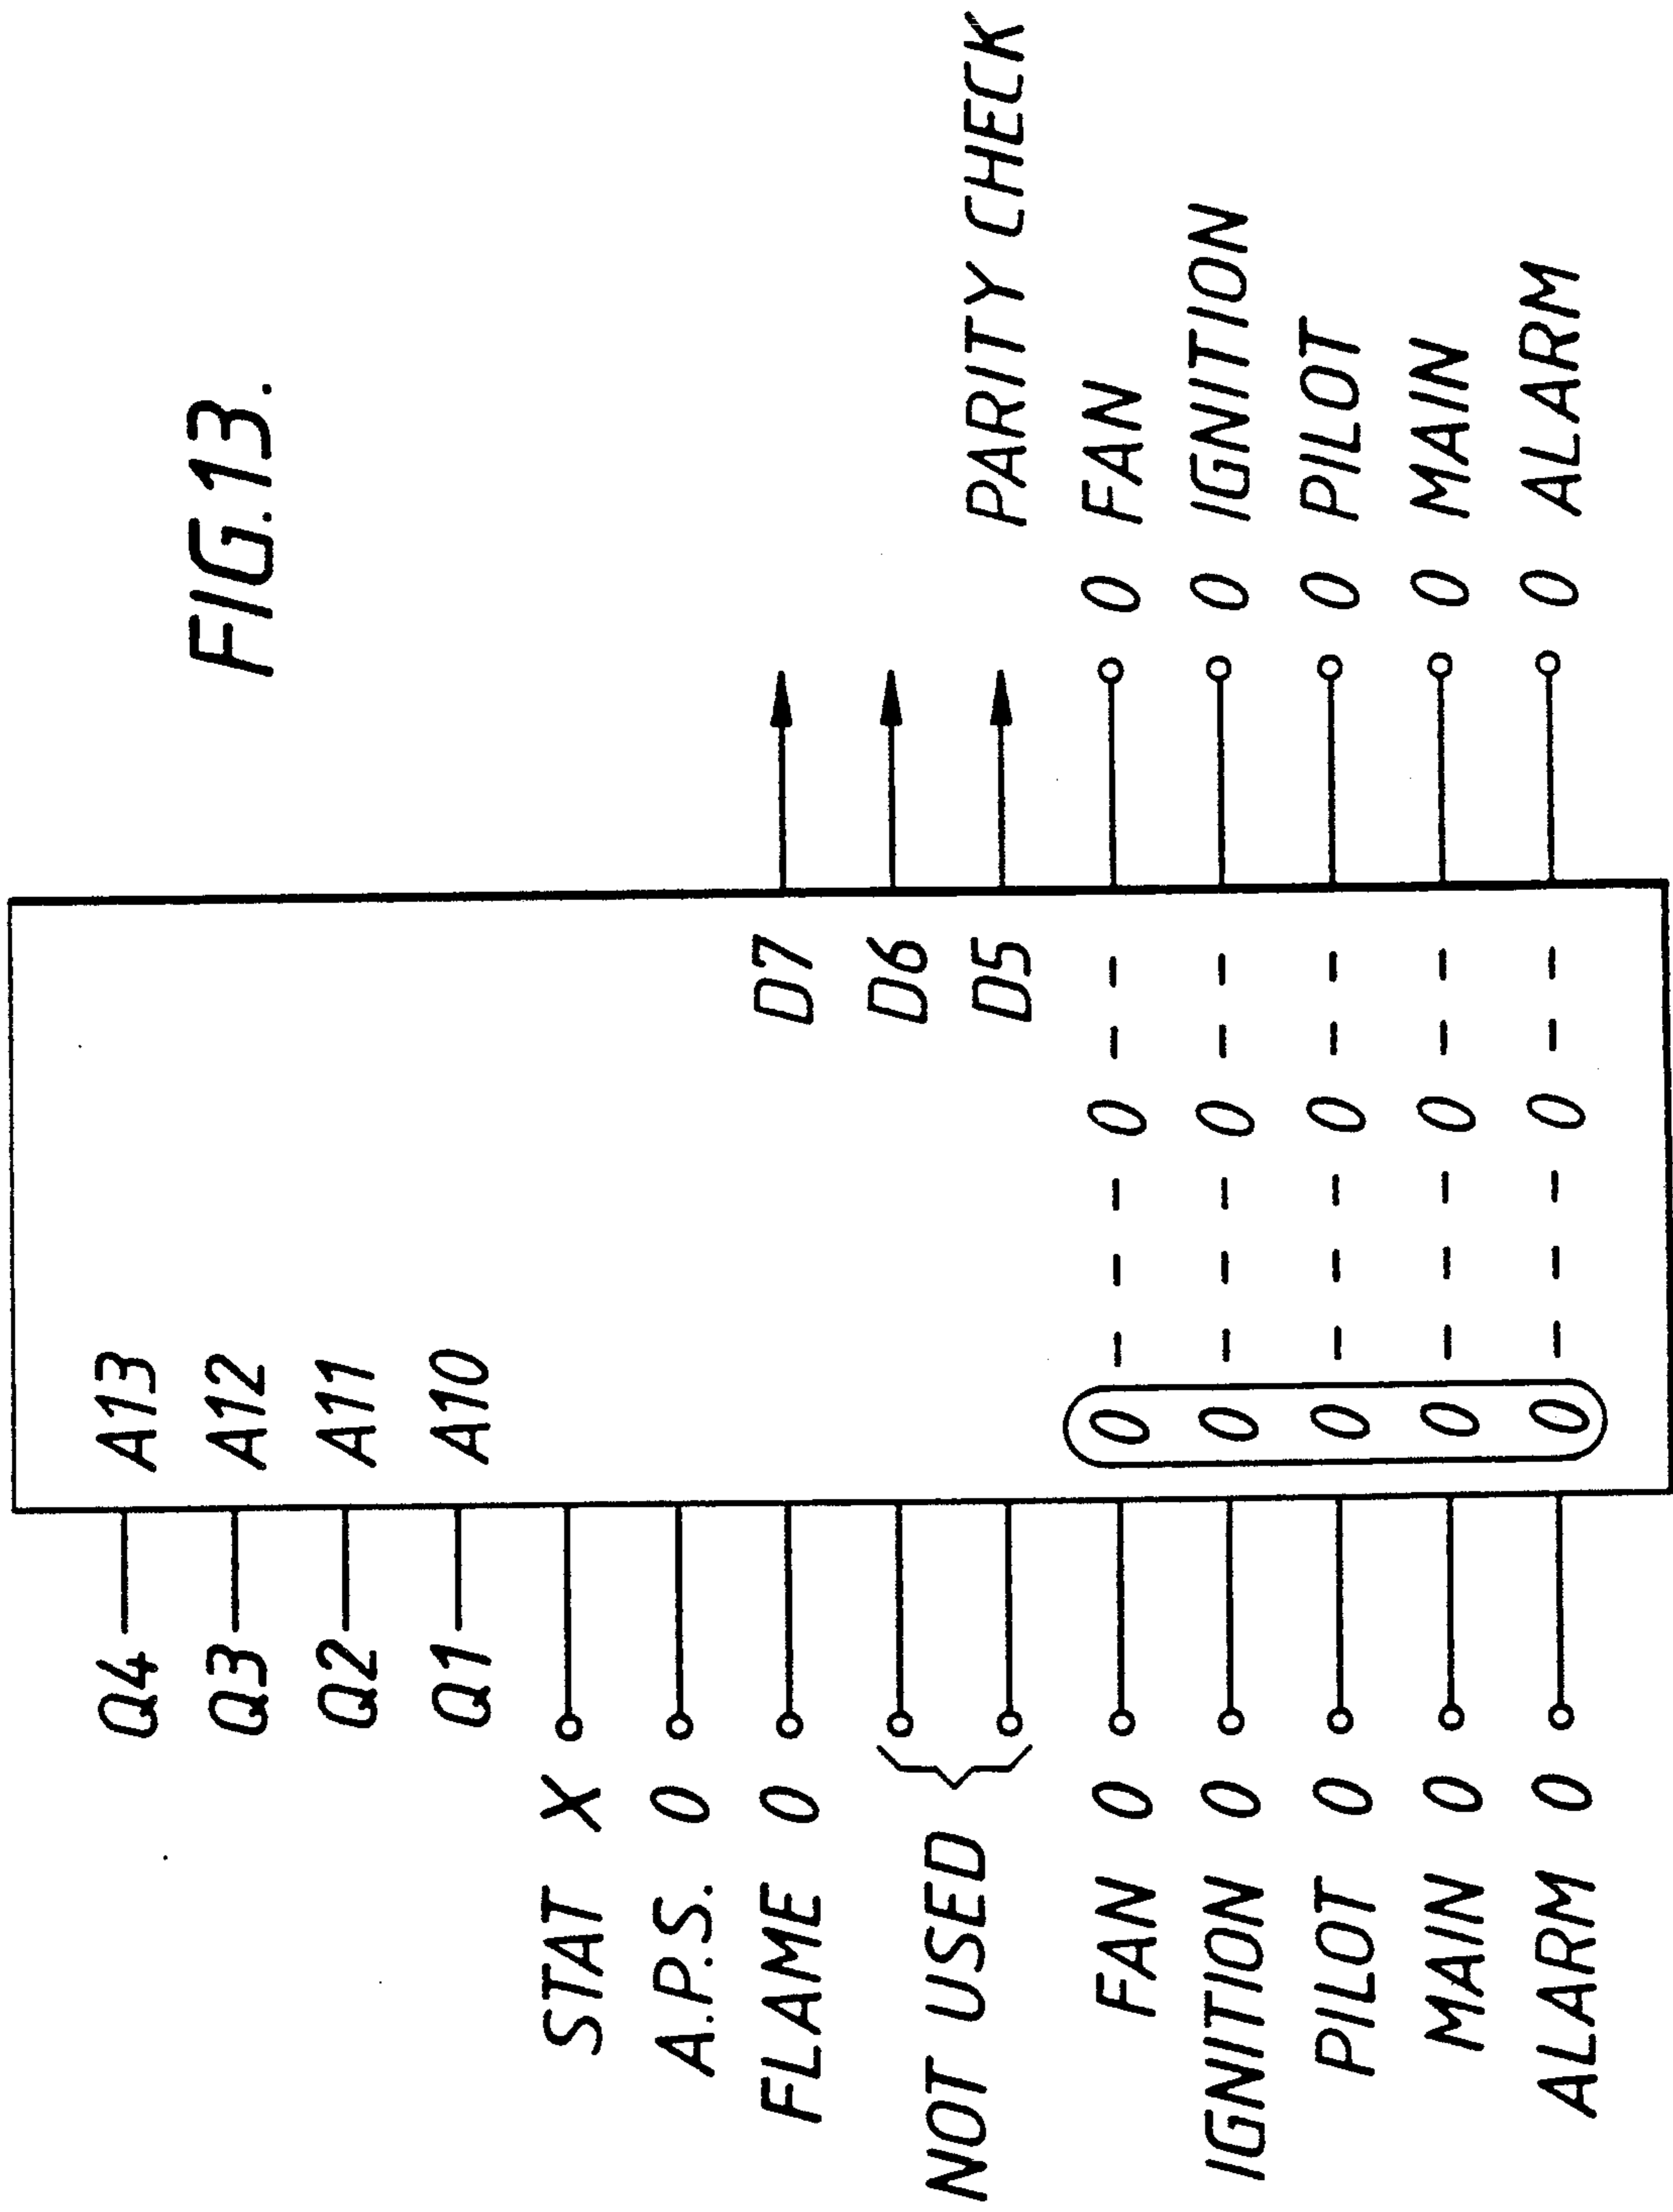 FIG.13.
Q4 A13
Q3 A12
Q2 A11
Q1 A10
STAT X
A.P.S. 0
FLAME 0 D7
NOT USED D6
D5 PARITY CHECK
FAN 0 0 - - - 0 - - 0 FAN
IGNITION 0 0 - - - 0 - - 0 IGNITION
PILOT 0 0 - - - 0 - - 0 PILOT
MAIN 0 0 - - - 0 - - 0 MAIN
ALARM 0 0 - - - 0 - - 0 ALARM